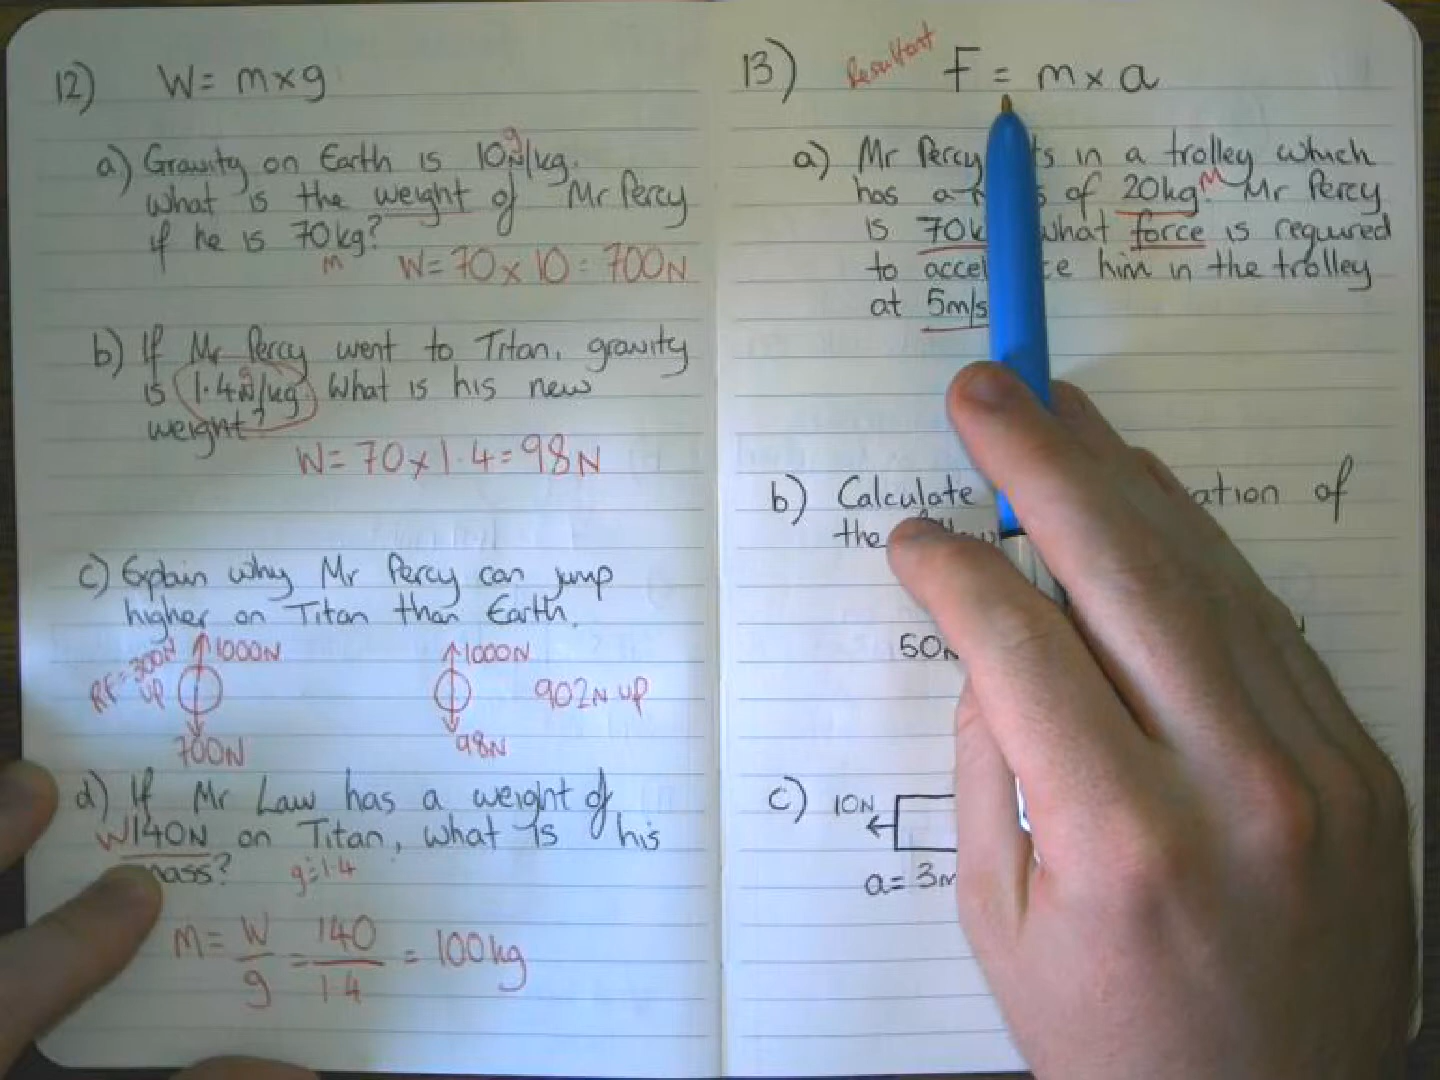 12) W = m x g
a) Gravity on Earth is 10N/kg.
g
what is the weight of Mr Percy
if he is 70kg?
m
W = 70 x 10 = 700N
b) If Mr Percy went to Titan, gravity
g
is 1.4N/kg. What is his new
weight?
W = 70 x 1.4 = 98N
c) Explain why Mr Percy can jump
higher on Titan than Earth.
RF = 300N
UP
1000N
700N
1000N
902N UP
98N
d) If Mr Law has a weight of
W 140N on Titan, what is his
mass?
g = 1.4
M = W/g = 140/1.4 = 100kg
13) Resultant F = m x a
a) Mr Percy in a trolley which
has a of 20kg. Mr Percy
M
is what force is required
to him in the trolley
at 5m/s
b) Calculate of
the
50N
c) 10N
a = 3m